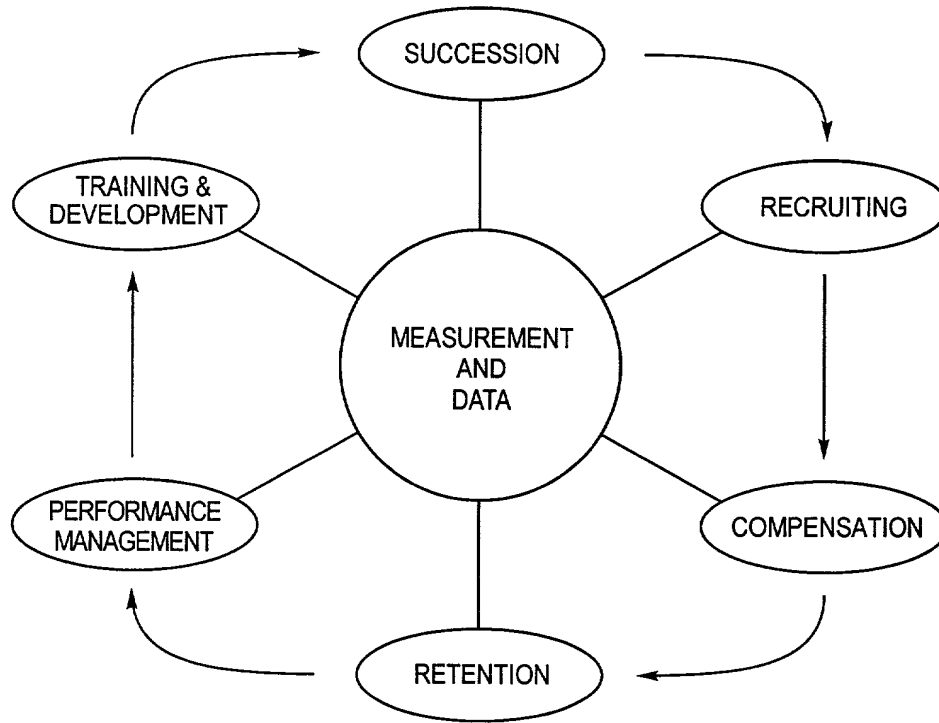 SUCCESSION
RECRUITING
COMPENSATION
RETENTION
PERFORMANCE
MANAGEMENT
TRAINING &
DEVELOPMENT
MEASUREMENT
AND
DATA